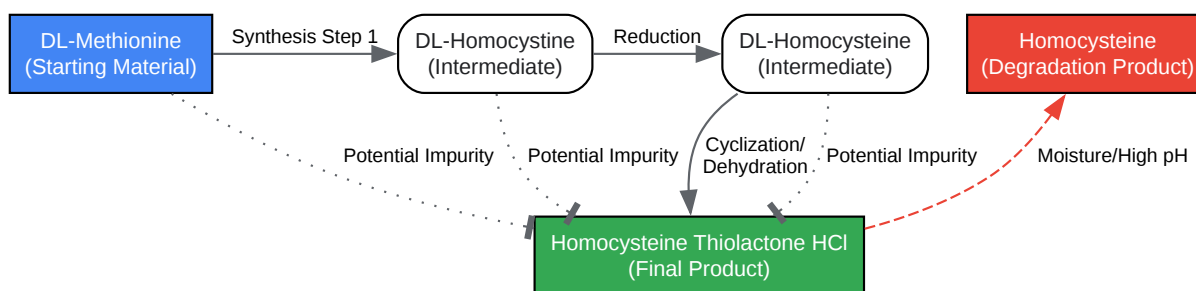 DL-Methionine
(Starting Material)
Synthesis Step 1
DL-Homocystine
(Intermediate)
Reduction
DL-Homocysteine
(Intermediate)
Homocysteine
(Degradation Product)
Potential Impurity
Potential Impurity
Cyclization/
Dehydration
Potential Impurity
Moisture/High pH
Homocysteine Thiolactone HCl
(Final Product)